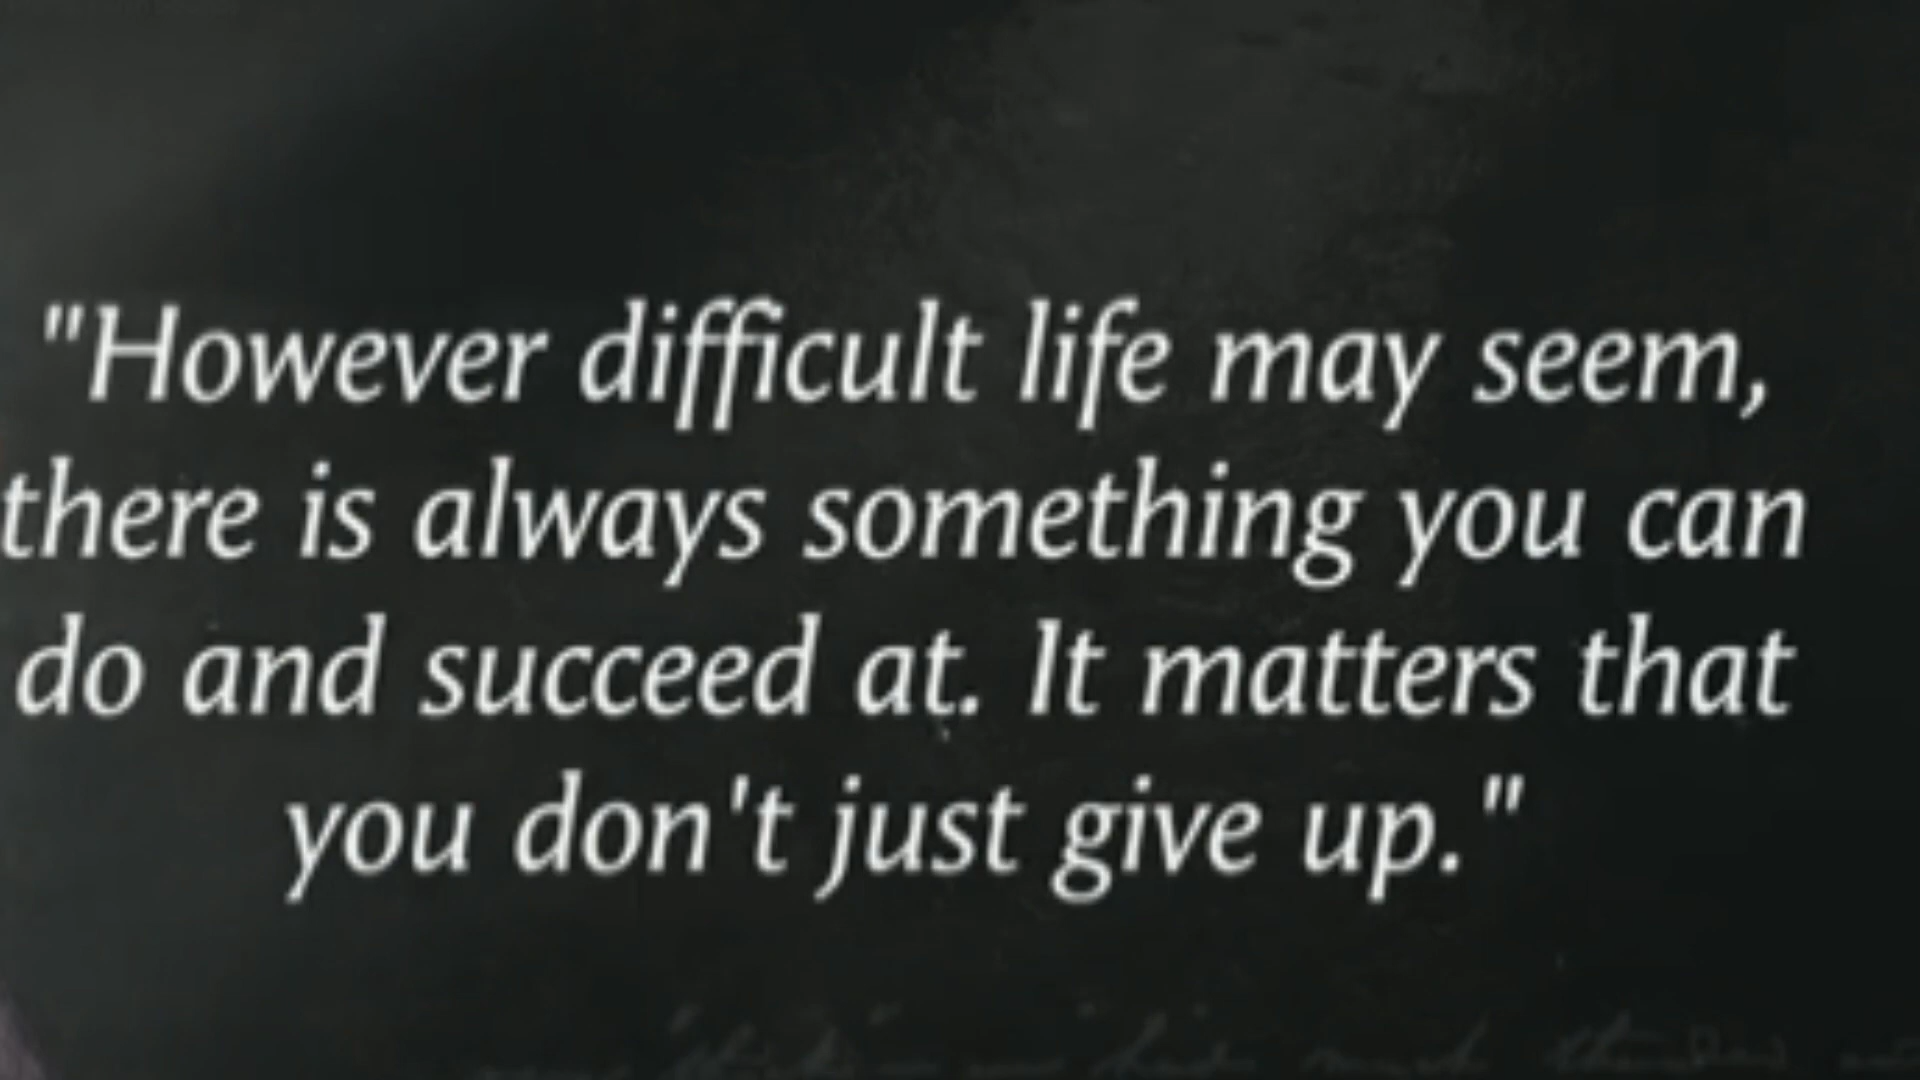 "However difficult life may seem,
there is always something you can
do and succeed at. It matters that
you don't just give up."